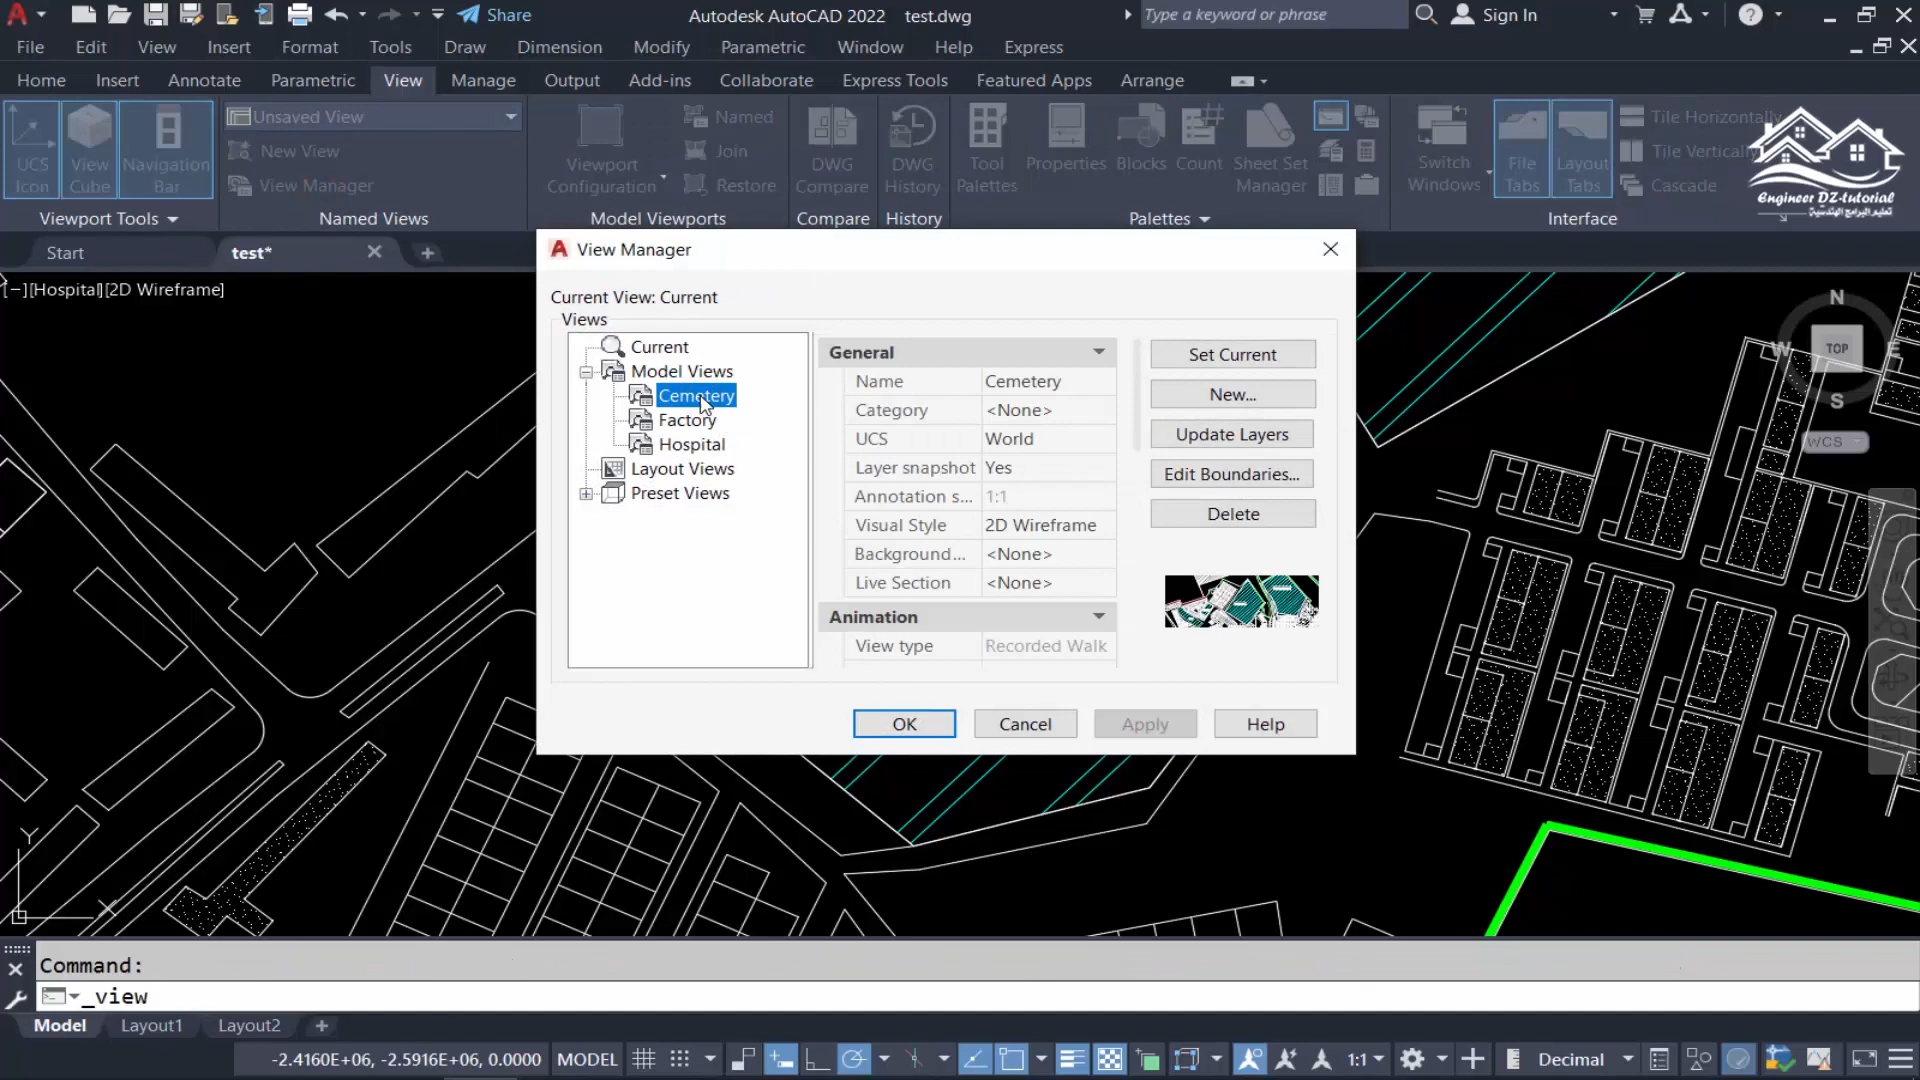 Share
Autodesk AutoCAD 2022 test.dwg
Type a keyword or phrase
Sign In
File Edit View Insert Format Tools Draw Dimension Modify Parametric Window Help Express
Home Insert Annotate Parametric View Manage Output Add-ins Collaborate Express Tools Featured Apps Arrange
UCS Icon
View Cube
Navigation Bar
Viewport Tools
Unsaved View
New View
View Manager
Named Views
Viewport Configuration
Named
Join
Restore
Model Viewports
DWG Compare
Compare
DWG History
History
Tool Palettes
Properties
Blocks
Count
Sheet Set Manager
Palettes
Switch Windows
File Tabs
Layout Tabs
Tile Horizontally
Tile Vertically
Cascade
Interface
Engineer DZ-tutorial
تعليم البرامج الهندسية
Start
test*
[−][Hospital][2D Wireframe]
View Manager
Current View: Current
Views
Current
Model Views
Cemetery
Factory
Hospital
Layout Views
Preset Views
General
Name Cemetery
Category <None>
UCS World
Layer snapshot Yes
Annotation s... 1:1
Visual Style 2D Wireframe
Background... <None>
Live Section <None>
Animation
View type Recorded Walk
Set Current
New...
Update Layers
Edit Boundaries...
Delete
OK
Cancel
Apply
Help
N
W
TOP
E
S
WCS
Y
X
Command:
_view
Model Layout1 Layout2
-2.4160E+06, -2.5916E+06, 0.0000 MODEL
1:1
Decimal